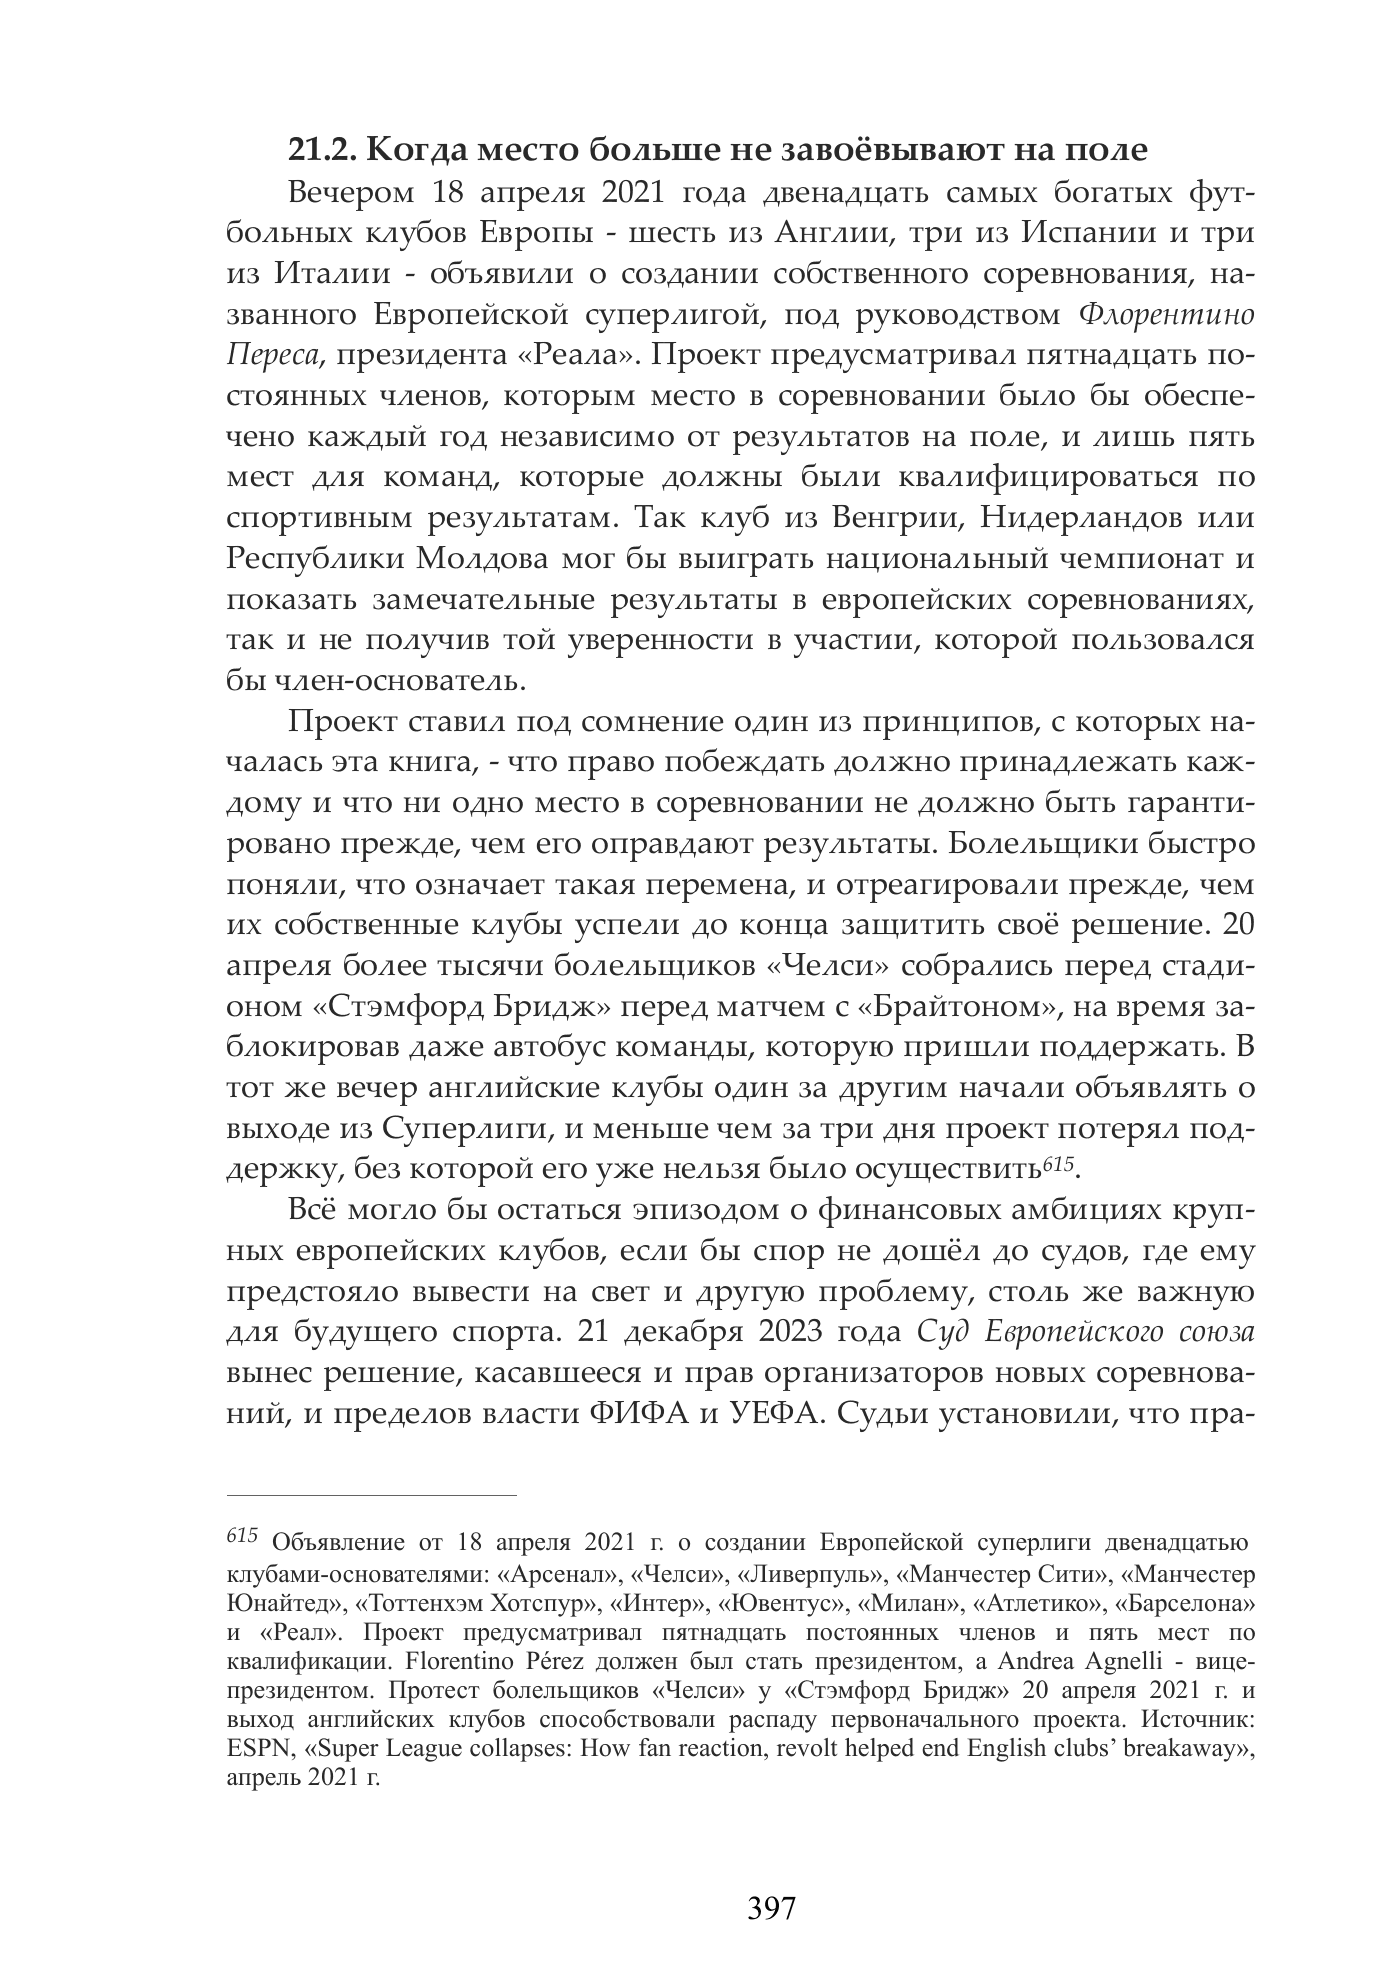 21.2. Когда место больше не завоёвывают на поле
Вечером 18 апреля 2021 года двенадцать самых богатых фут-
больных клубов Европы - шесть из Англии, три из Испании и три
из Италии - объявили о создании собственного соревнования, на-
званного Европейской суперлигой, под руководством Флорентино
Переса, президента «Реала». Проект предусматривал пятнадцать по-
стоянных членов, которым место в соревновании было бы обеспе-
чено каждый год независимо от результатов на поле, и лишь пять
мест для команд, которые должны были квалифицироваться по
спортивным результатам. Так клуб из Венгрии, Нидерландов или
Республики Молдова мог бы выиграть национальный чемпионат и
показать замечательные результаты в европейских соревнованиях,
так и не получив той уверенности в участии, которой пользовался
бы член-основатель.
Проект ставил под сомнение один из принципов, с которых на-
чалась эта книга, - что право побеждать должно принадлежать каж-
дому и что ни одно место в соревновании не должно быть гаранти-
ровано прежде, чем его оправдают результаты. Болельщики быстро
поняли, что означает такая перемена, и отреагировали прежде, чем
их собственные клубы успели до конца защитить своё решение. 20
апреля более тысячи болельщиков «Челси» собрались перед стади-
оном «Стэмфорд Бридж» перед матчем с «Брайтоном», на время за-
блокировав даже автобус команды, которую пришли поддержать. В
тот же вечер английские клубы один за другим начали объявлять о
выходе из Суперлиги, и меньше чем за три дня проект потерял под-
держку, без которой его уже нельзя было осуществить615.
Всё могло бы остаться эпизодом о финансовых амбициях круп-
ных европейских клубов, если бы спор не дошёл до судов, где ему
предстояло вывести на свет и другую проблему, столь же важную
для будущего спорта. 21 декабря 2023 года Суд Европейского союза
вынес решение, касавшееся и прав организаторов новых соревнова-
ний, и пределов власти ФИФА и УЕФА. Судьи установили, что пра-
615 Объявление от 18 апреля 2021 г. о создании Европейской суперлиги двенадцатью
клубами-основателями: «Арсенал», «Челси», «Ливерпуль», «Манчестер Сити», «Манчестер
Юнайтед», «Тоттенхэм Хотспур», «Интер», «Ювентус», «Милан», «Атлетико», «Барселона»
и «Реал». Проект предусматривал пятнадцать постоянных членов и пять мест по
квалификации. Florentino Pérez должен был стать президентом, а Andrea Agnelli - вице-
президентом. Протест болельщиков «Челси» у «Стэмфорд Бридж» 20 апреля 2021 г. и
выход английских клубов способствовали распаду первоначального проекта. Источник:
ESPN, «Super League collapses: How fan reaction, revolt helped end English clubs’ breakaway»,
апрель 2021 г.
397